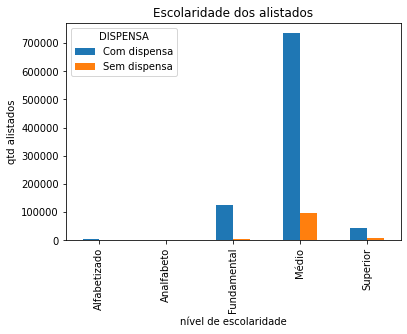 Escolaridade dos alistados
DISPENSA
Com dispensa
Sem dispensa
qtd alistados
700000
600000
500000
400000
300000
200000
100000
0
Alfabetizado
Analfabeto
Fundamental
Médio
Superior
nível de escolaridade